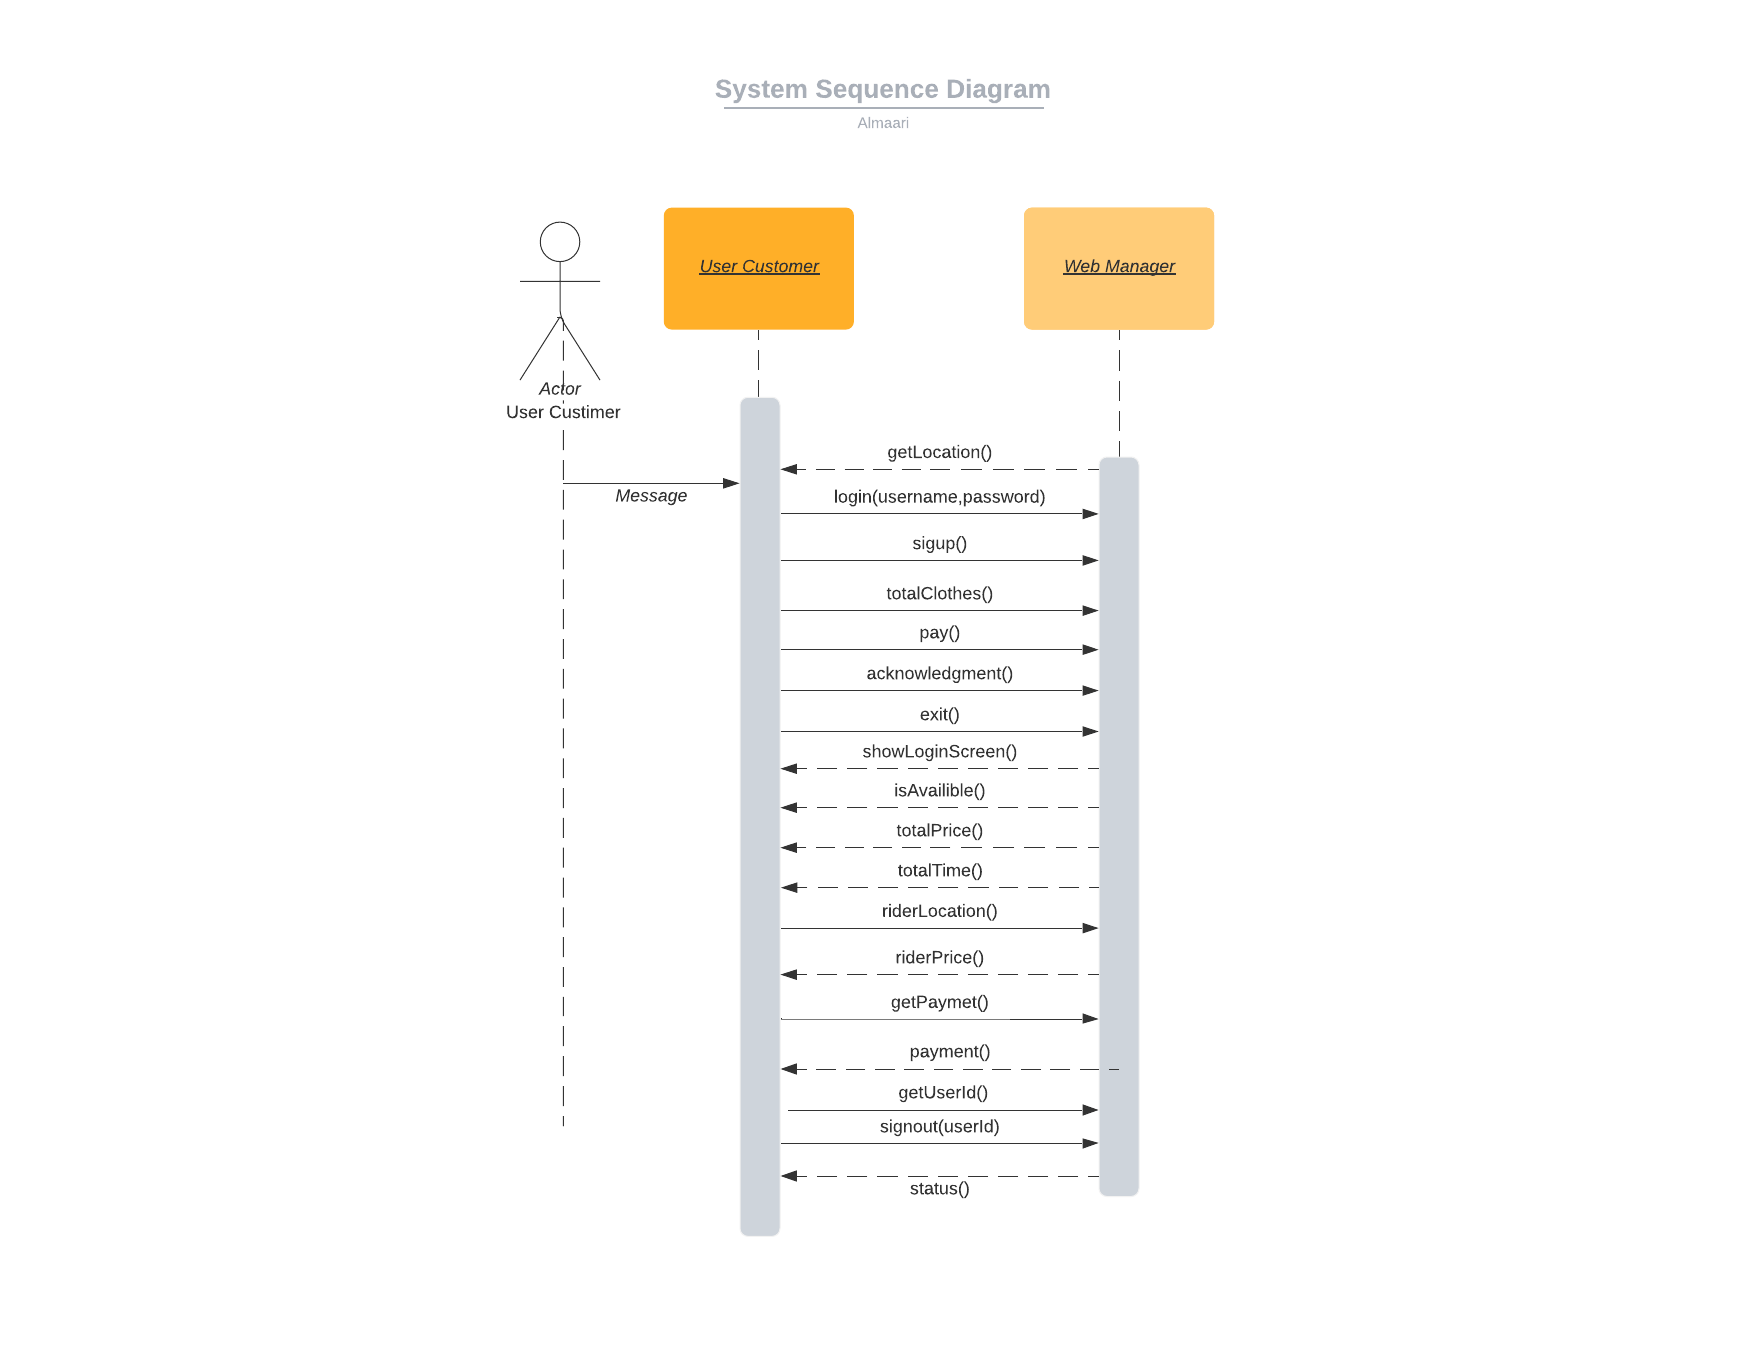 System Sequence Diagram
Almaari
User Customer
Web Manager
Actor
User Custimer
getLocation()
Message
login(username,password)
sigup()
totalClothes()
pay()
acknowledgment()
exit()
showLoginScreen()
isAvailible()
totalPrice()
totalTime()
riderLocation()
riderPrice()
getPaymet()
payment()
getUserId()
signout(userId)
status()